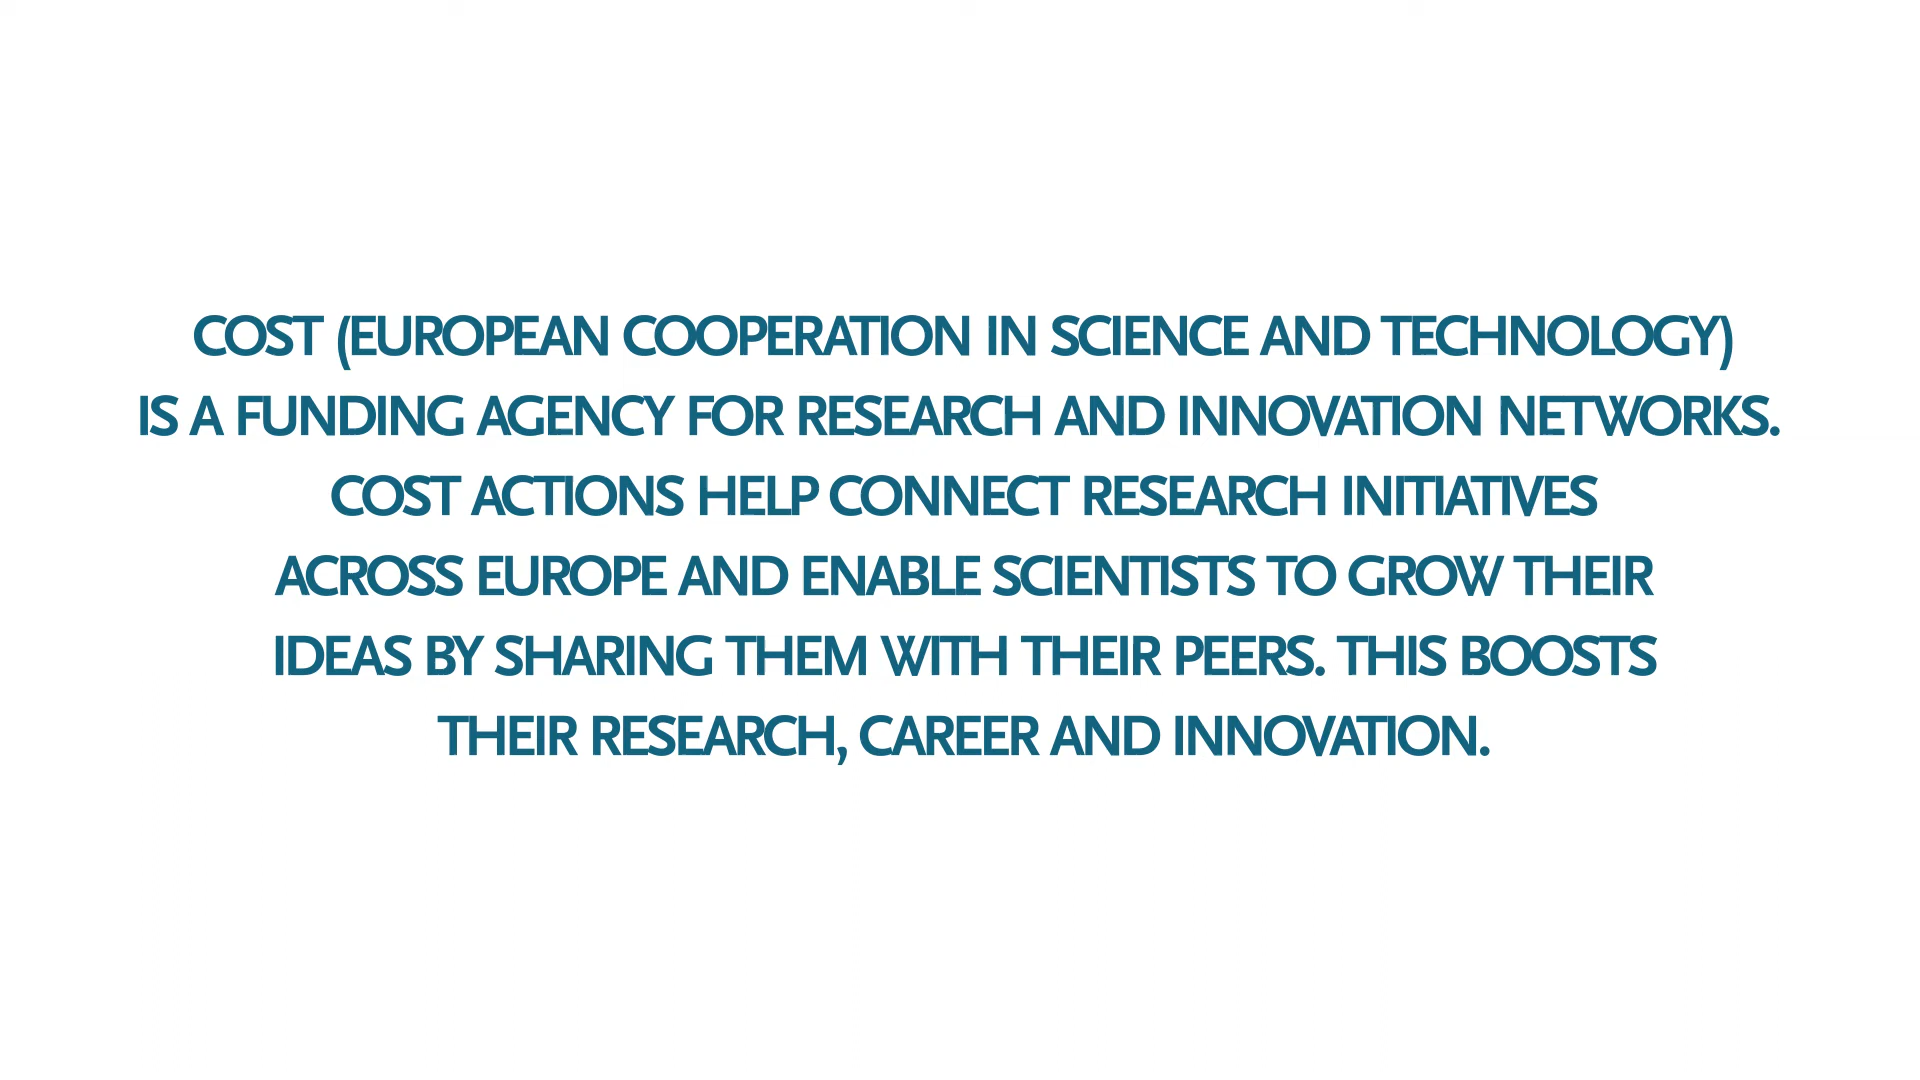 COST (EUROPEAN COOPERATION IN SCIENCE AND TECHNOLOGY)
IS A FUNDING AGENCY FOR RESEARCH AND INNOVATION NETWORKS.
COST ACTIONS HELP CONNECT RESEARCH INITIATIVES
ACROSS EUROPE AND ENABLE SCIENTISTS TO GROW THEIR
IDEAS BY SHARING THEM WITH THEIR PEERS. THIS BOOSTS
THEIR RESEARCH, CAREER AND INNOVATION.